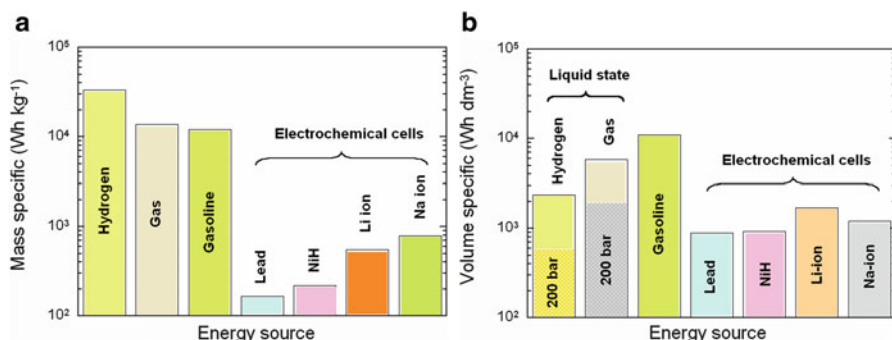 a
Mass specific (Wh kg⁻¹)
10⁵
10⁴
10³
10²
Hydrogen
Gas
Gasoline
Electrochemical cells
Lead
NiH
Li ion
Na ion
Energy source
b
Volume specific (Wh dm⁻³)
10⁵
10⁴
10³
10²
Liquid state
Hydrogen
200 bar
Gas
200 bar
Gasoline
Electrochemical cells
Lead
NiH
Li-ion
Na-ion
Energy source